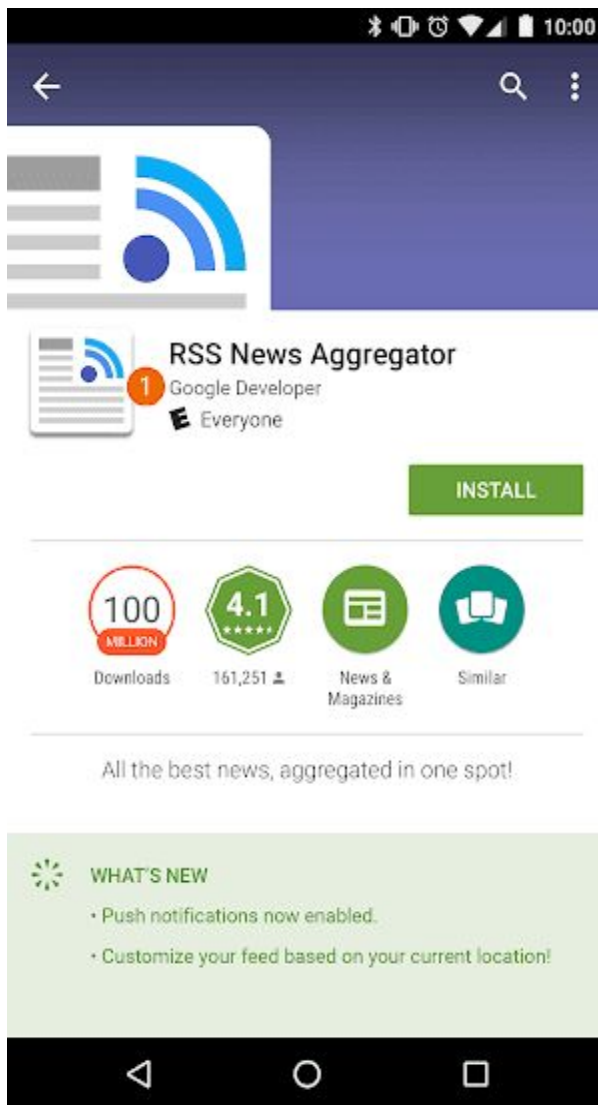 10:00
RSS News Aggregator
1
Google Developer
E Everyone
INSTALL
100
MILLION
Downloads
4.1
161,251
News &
Magazines
Similar
All the best news, aggregated in one spot!
WHAT'S NEW
• Push notifications now enabled.
• Customize your feed based on your current location!